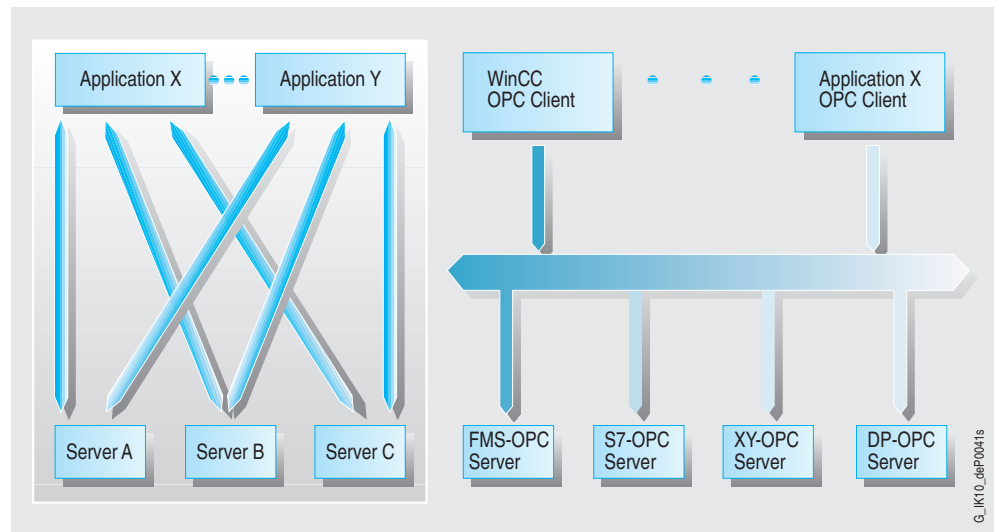 Application X
Application Y
Server A
Server B
Server C
WinCC
OPC Client
Application X
OPC Client
FMS-OPC
Server
S7-OPC
Server
XY-OPC
Server
DP-OPC
Server
G_IK10_deP0041s